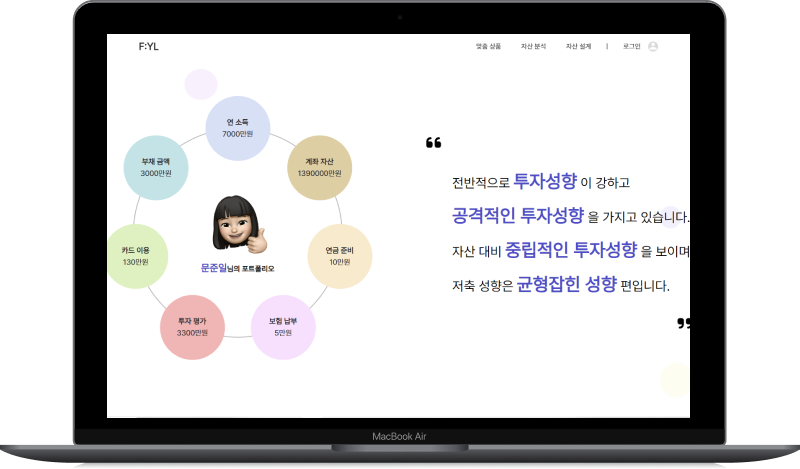 F:YL
맞춤 상품 자산 분석 자산 설계 | 로그인
연 소득
7000만원
부채 금액
3000만원
계좌 자산
1390000만원
카드 이용
130만원
연금 준비
10만원
문준일님의 포트폴리오
투자 평가
3300만원
보험 납부
5만원
❝
전반적으로 투자성향 이 강하고
공격적인 투자성향 을 가지고 있습니다.
자산 대비 중립적인 투자성향 을 보이며
저축 성향은 균형잡힌 성향 편입니다.
❞
MacBook Air